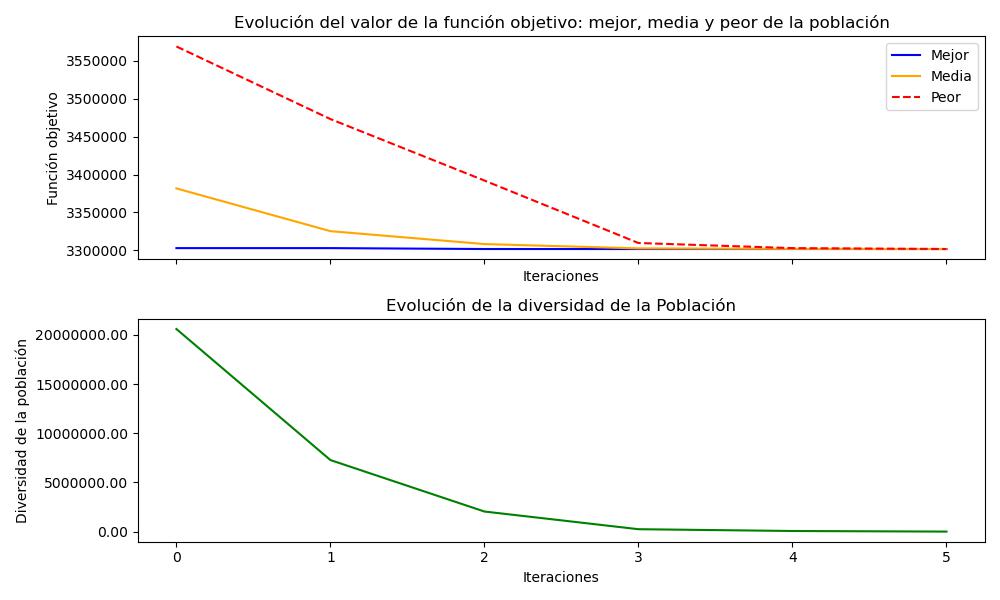 Evolución del valor de la función objetivo: mejor, media y peor de la población
Función objetivo
3550000
3500000
3450000
3400000
3350000
3300000
Mejor
Media
Peor
Iteraciones
Evolución de la diversidad de la Población
Diversidad de la población
20000000.00
15000000.00
10000000.00
5000000.00
0.00
0 1 2 3 4 5
Iteraciones